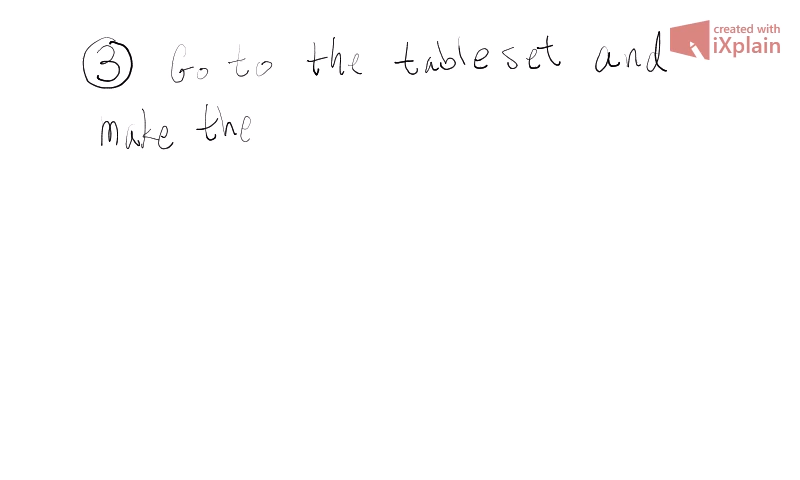 ③ Go to the tableset and
make the
created with
iXplain